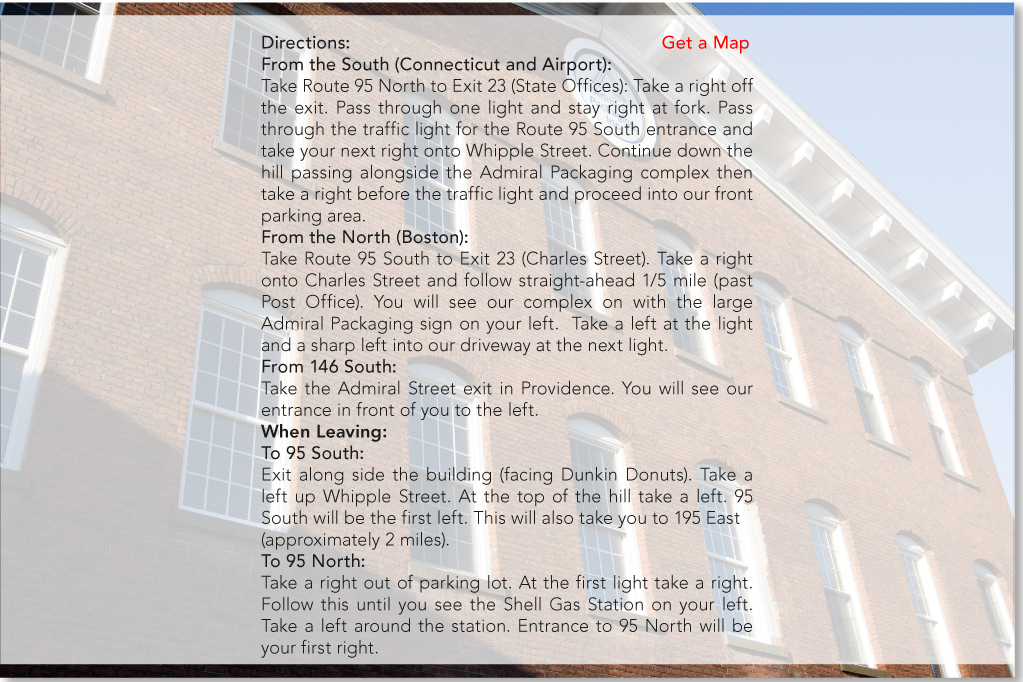 Directions:
Get a Map
From the South (Connecticut and Airport):
Take Route 95 North to Exit 23 (State Offices): Take a right off
the exit. Pass through one light and stay right at fork. Pass
through the traffic light for the Route 95 South entrance and
take your next right onto Whipple Street. Continue down the
hill passing alongside the Admiral Packaging complex then
take a right before the traffic light and proceed into our front
parking area.
From the North (Boston):
Take Route 95 South to Exit 23 (Charles Street). Take a right
onto Charles Street and follow straight-ahead 1/5 mile (past
Post Office). You will see our complex on with the large
Admiral Packaging sign on your left.  Take a left at the light
and a sharp left into our driveway at the next light.
From 146 South:
Take the Admiral Street exit in Providence. You will see our
entrance in front of you to the left.
When Leaving:
To 95 South:
Exit along side the building (facing Dunkin Donuts). Take a
left up Whipple Street. At the top of the hill take a left. 95
South will be the first left. This will also take you to 195 East
(approximately 2 miles).
To 95 North:
Take a right out of parking lot. At the first light take a right.
Follow this until you see the Shell Gas Station on your left.
Take a left around the station. Entrance to 95 North will be
your first right.